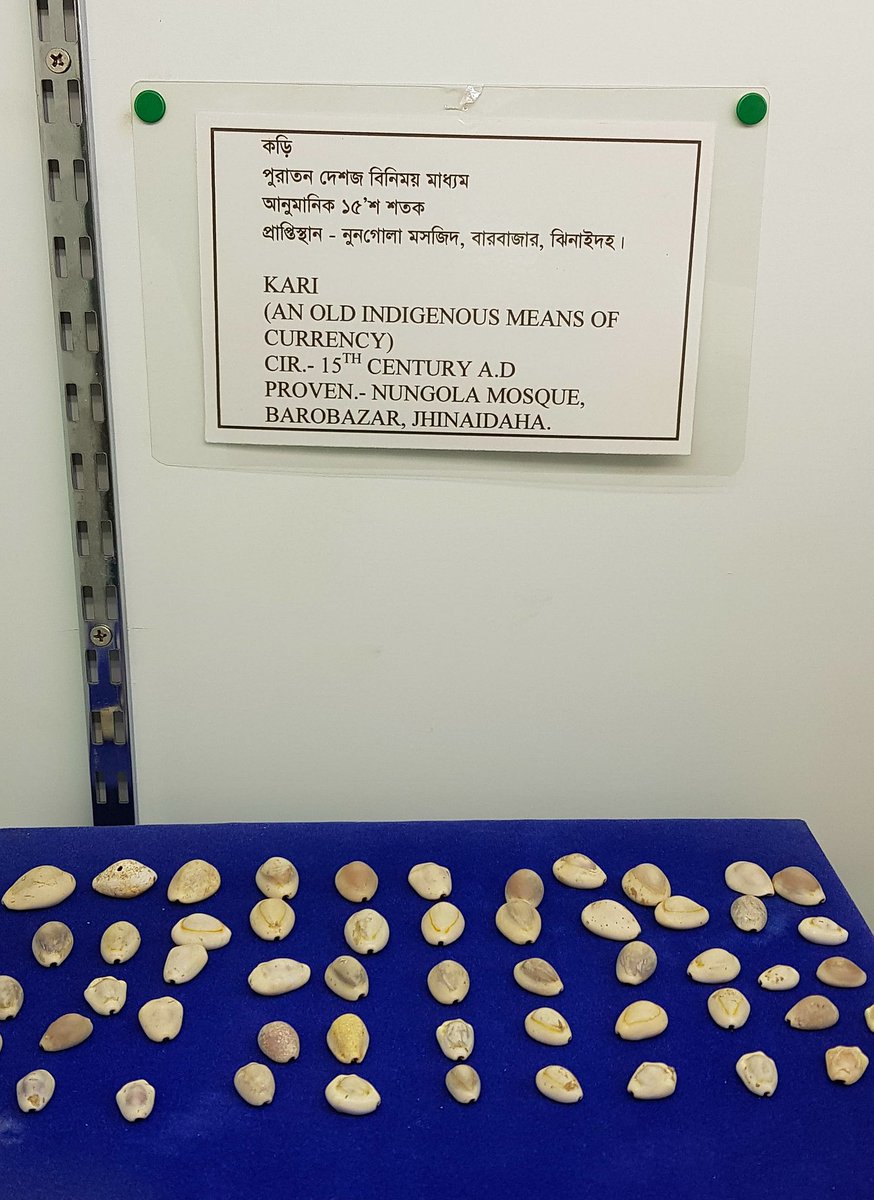 কড়ি
পুরাতন দেশজ বিনিময় মাধ্যম
আনুমানিক ১৫'শ শতক
প্রাপ্তিস্থান - নুনগোলা মসজিদ, বারবাজার, ঝিনাইদহ।
KARI
(AN OLD INDIGENOUS MEANS OF
CURRENCY)
CIR.- 15TH CENTURY A.D
PROVEN.- NUNGOLA MOSQUE,
BAROBAZAR, JHINAIDAHA.